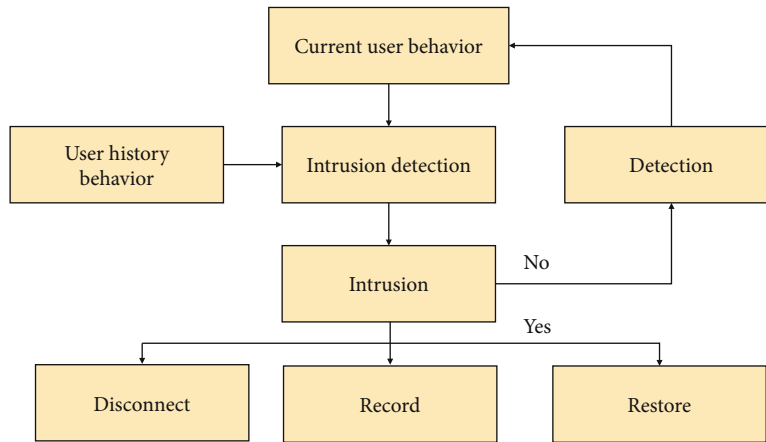 Current user behavior
User history
behavior
Intrusion detection
Detection
Intrusion
No
Yes
Disconnect
Record
Restore